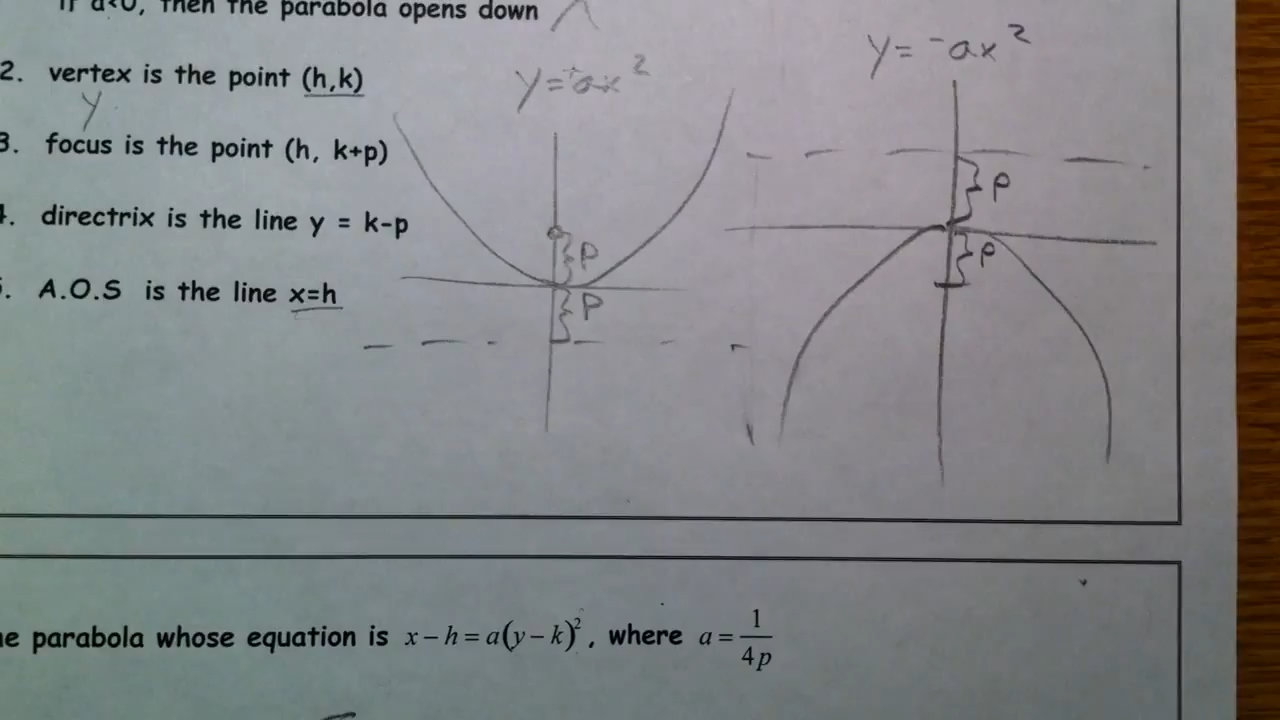 If a<0, then the parabola opens down
2. vertex is the point (h,k)
y
3. focus is the point (h, k+p)
4. directrix is the line y = k-p
5. A.O.S is the line x=h
y=+ax²
p
p
y=-ax²
p
p
he parabola whose equation is x-h=a(y-k)², where a=1/4p